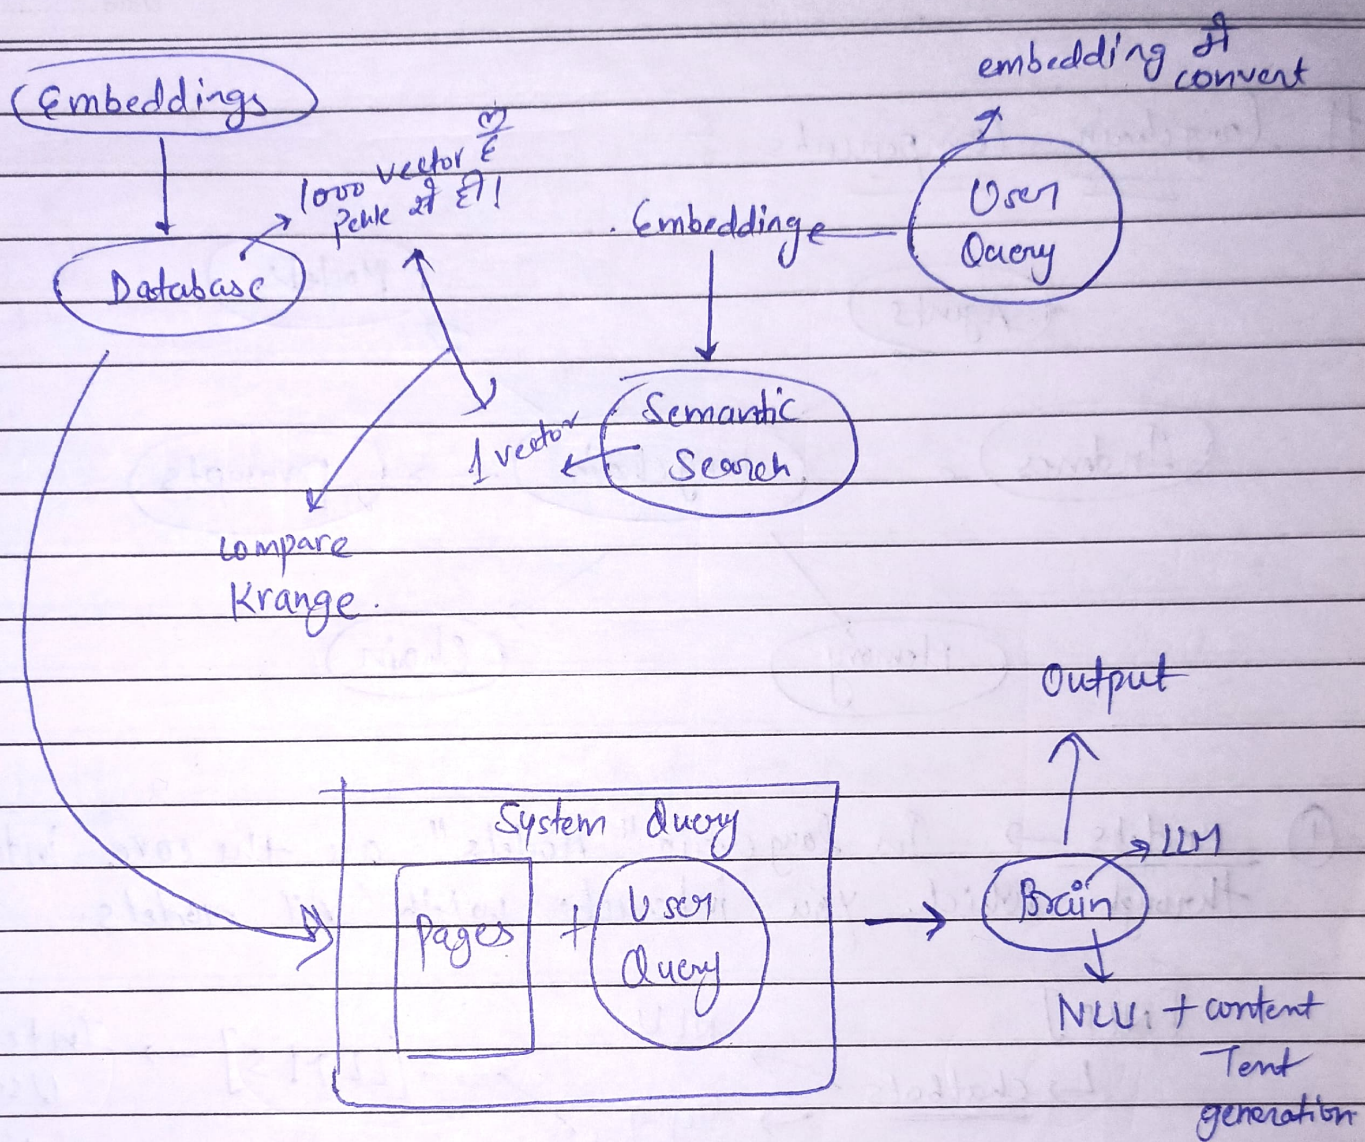 embedding में
convert
Embeddings
1000 vector हैं
pehle से ही।
User
Query
Embedding
Database
Semantic
Search
1 vector
compare
Krange.
Output
System Query
LLM
Brain
Pages
+
User
Query
NLU + content
Text
generation